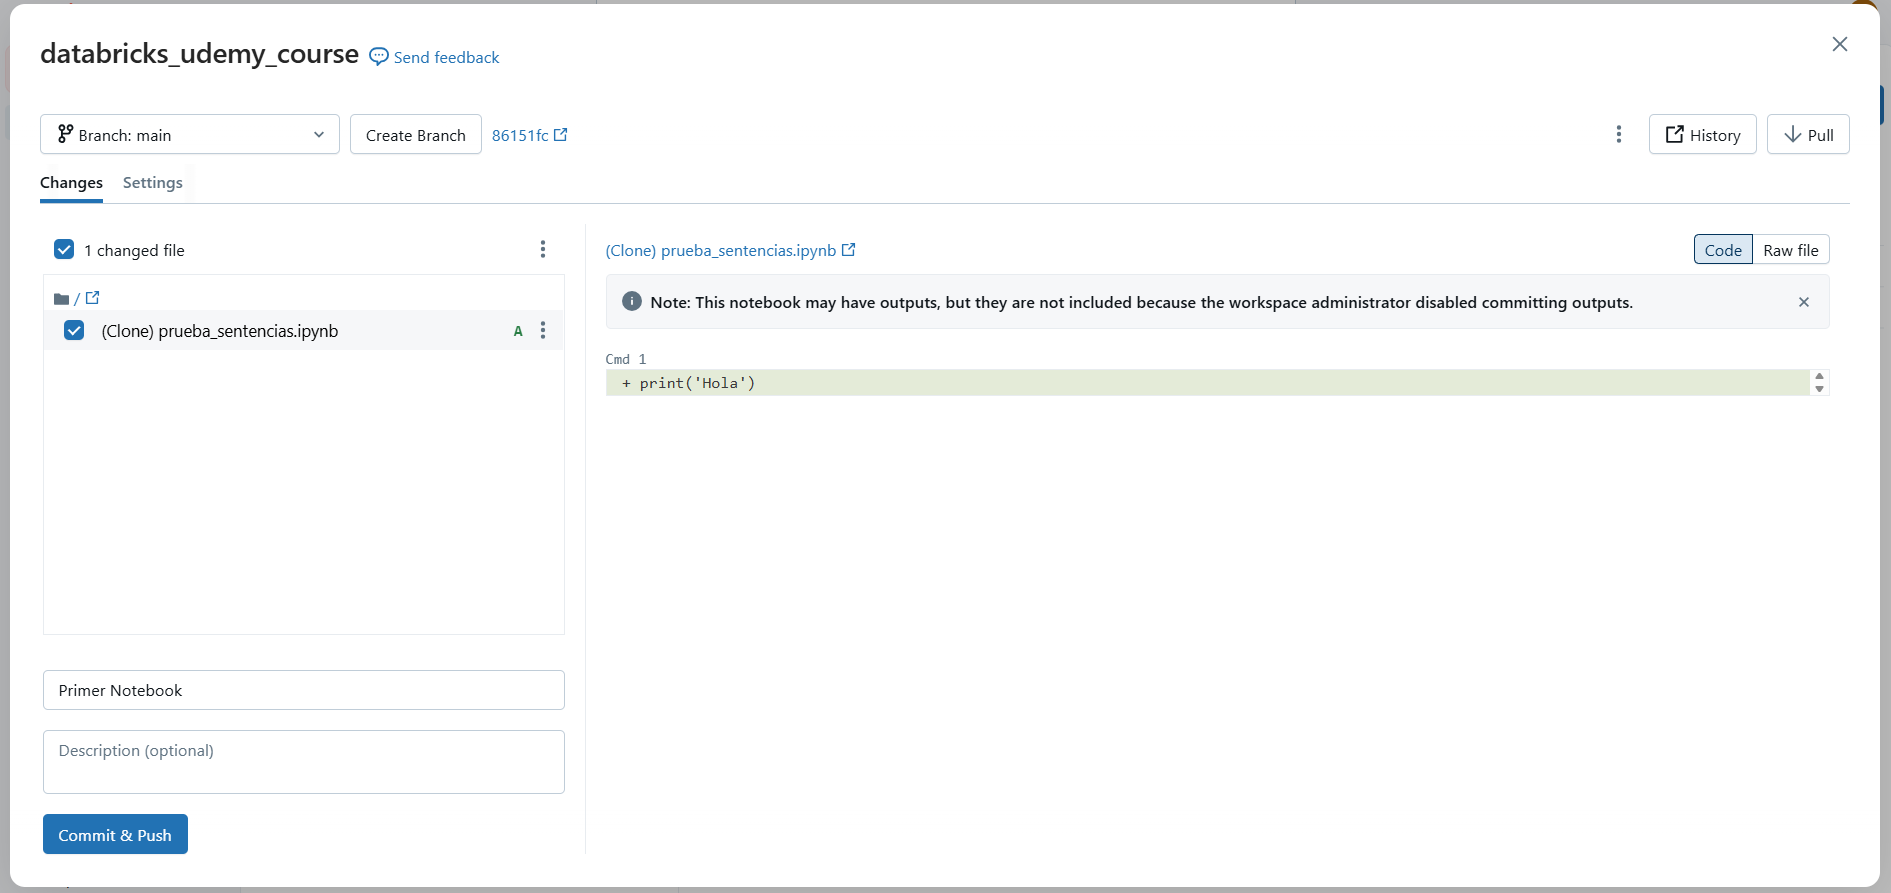 databricks_udemy_course Send feedback
Branch: main Create Branch 86151fc History Pull
Changes Settings
1 changed file
/
(Clone) prueba_sentencias.ipynb A
Primer Notebook
Description (optional)
Commit & Push
(Clone) prueba_sentencias.ipynb Code Raw file
Note: This notebook may have outputs, but they are not included because the workspace administrator disabled committing outputs.
Cmd 1
+ print('Hola')